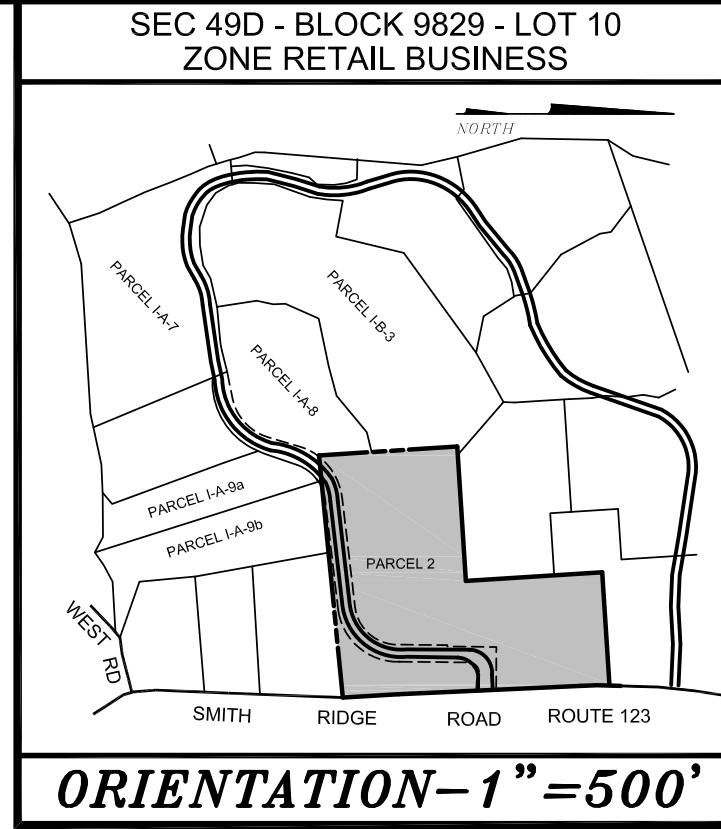 SEC 49D - BLOCK 9829 - LOT 10
ZONE RETAIL BUSINESS
NORTH
PARCEL I-A-7
PARCEL I-B-3
PARCEL I-A-8
PARCEL I-A-9a
PARCEL I-A-9b
PARCEL 2
WEST RD
SMITH RIDGE ROAD ROUTE 123
ORIENTATION-1"=500'